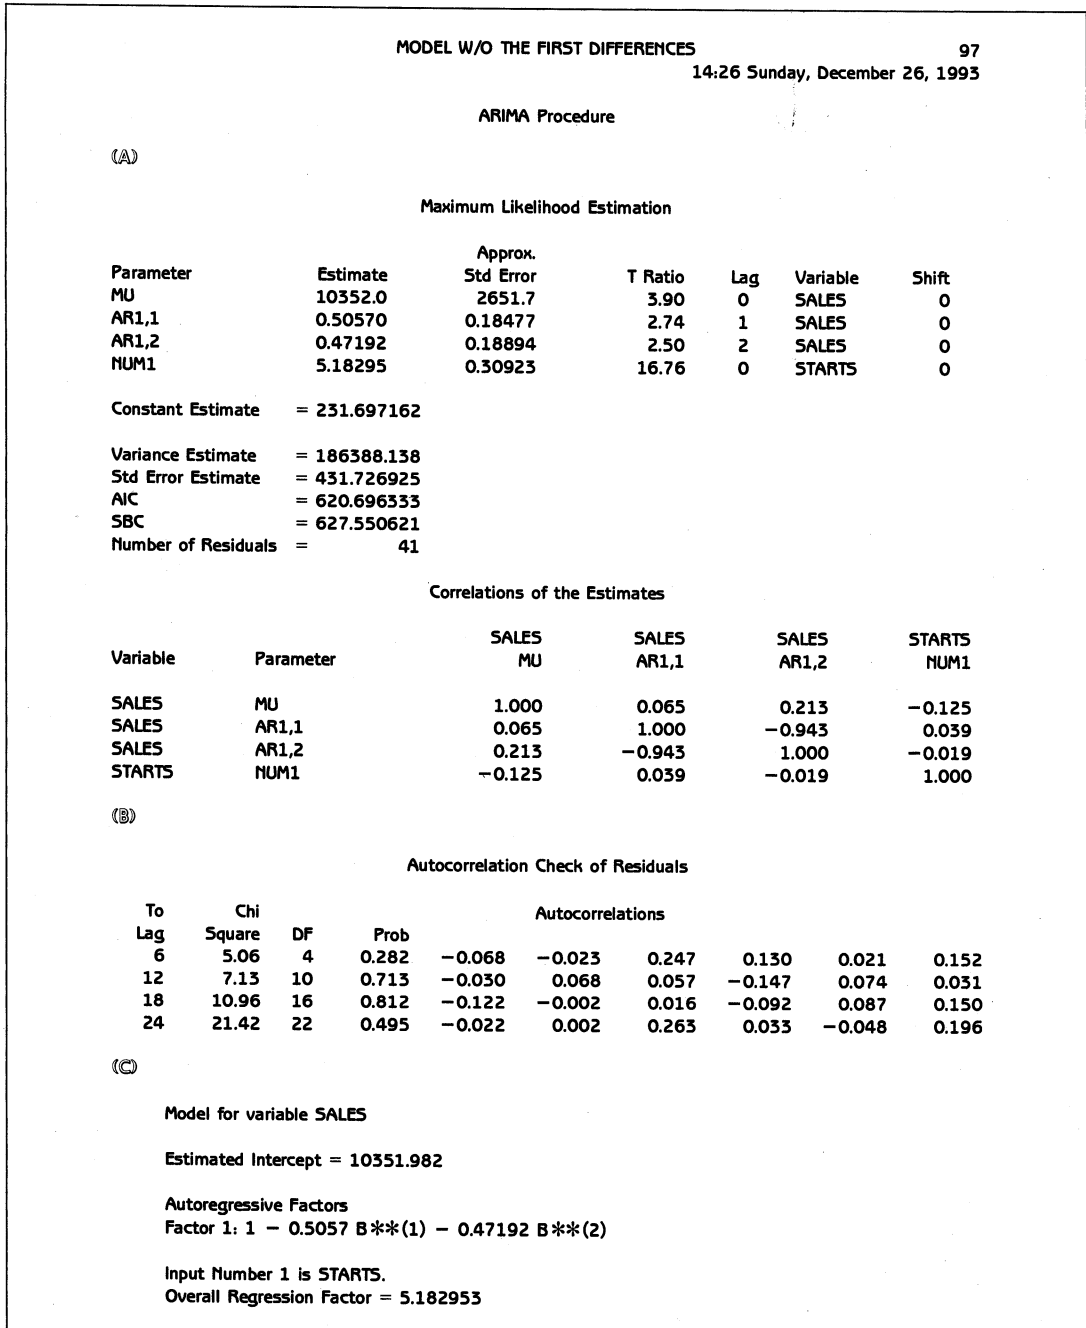 MODEL W/O THE FIRST DIFFERENCES 97
14:26 Sunday, December 26, 1993
ARIMA Procedure
(A)
Maximum Likelihood Estimation
Approx.
Parameter Estimate Std Error T Ratio Lag Variable Shift
MU 10352.0 2651.7 3.90 0 SALES 0
AR1,1 0.50570 0.18477 2.74 1 SALES 0
AR1,2 0.47192 0.18894 2.50 2 SALES 0
NUM1 5.18295 0.30923 16.76 0 STARTS 0
Constant Estimate = 231.697162
Variance Estimate = 186388.138
Std Error Estimate = 431.726925
AIC = 620.696333
SBC = 627.550621
Number of Residuals = 41
Correlations of the Estimates
SALES SALES SALES STARTS
Variable Parameter MU AR1,1 AR1,2 NUM1
SALES MU 1.000 0.065 0.213 −0.125
SALES AR1,1 0.065 1.000 −0.943 0.039
SALES AR1,2 0.213 −0.943 1.000 −0.019
STARTS NUM1 −0.125 0.039 −0.019 1.000
(B)
Autocorrelation Check of Residuals
To Chi Autocorrelations
Lag Square DF Prob
6 5.06 4 0.282 −0.068 −0.023 0.247 0.130 0.021 0.152
12 7.13 10 0.713 −0.030 0.068 0.057 −0.147 0.074 0.031
18 10.96 16 0.812 −0.122 −0.002 0.016 −0.092 0.087 0.150
24 21.42 22 0.495 −0.022 0.002 0.263 0.033 −0.048 0.196
(C)
Model for variable SALES
Estimated Intercept = 10351.982
Autoregressive Factors
Factor 1: 1 − 0.5057 B**(1) − 0.47192 B**(2)
Input Number 1 is STARTS.
Overall Regression Factor = 5.182953